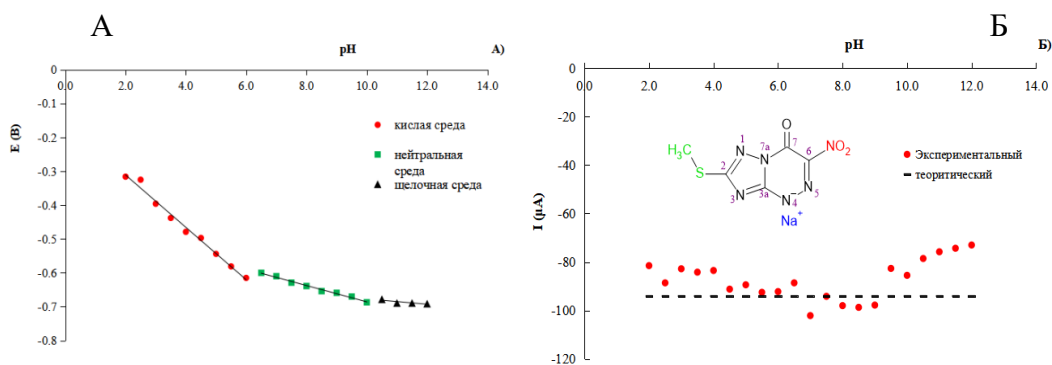 А
pH
А)
0
0.0
2.0
4.0
6.0
8.0
10.0
12.0
14.0
-0.1
-0.2
-0.3
-0.4
-0.5
-0.6
-0.7
-0.8
E (В)
кислая среда
нейтральная
среда
щелочная среда
Б
pH
Б)
0
0.0
2.0
4.0
6.0
8.0
10.0
12.0
14.0
-20
-40
-60
-80
-100
-120
I (µA)
O
H3C
S
N
N
N
N
N
NO2
Na+
1
2
3
3a
4
5
6
7
7a
Экспериментальный
теоритический